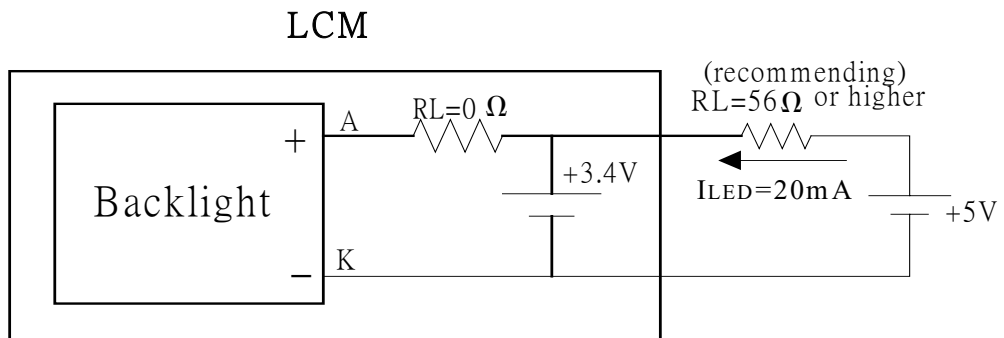 LCM
(recommending)
RL=56Ω or higher
A
RL=0 Ω
+
+3.4V
ILED=20mA
Backlight
+5V
K
−